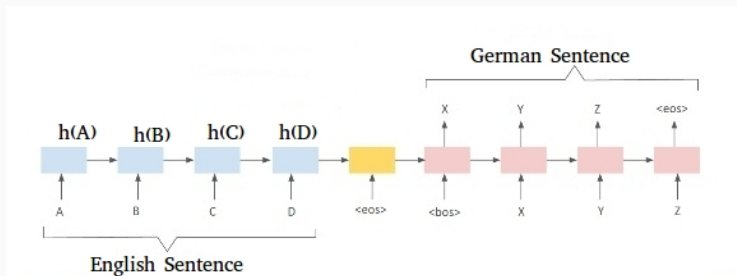 German Sentence
X Y Z <eos>
h(A) h(B) h(C) h(D)
A B C D <eos> <bos> X Y Z
English Sentence